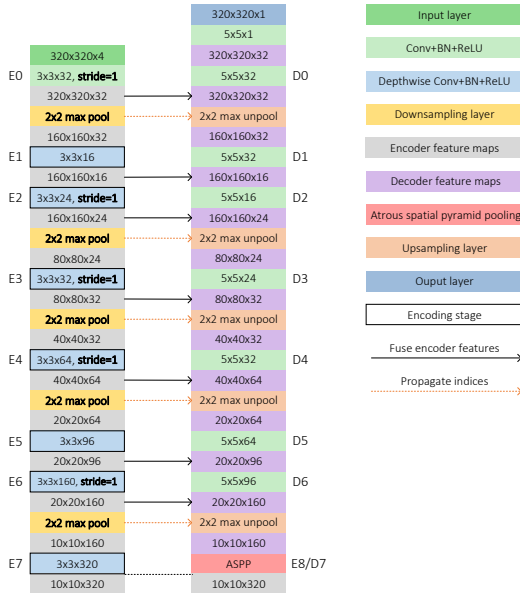 320x320x4
E0
3x3x32, stride=1
320x320x32
2x2 max pool
160x160x32
E1
3x3x16
160x160x16
E2
3x3x24, stride=1
160x160x24
2x2 max pool
80x80x24
E3
3x3x32, stride=1
80x80x32
2x2 max pool
40x40x32
E4
3x3x64, stride=1
40x40x64
2x2 max pool
20x20x64
E5
3x3x96
20x20x96
E6
3x3x160, stride=1
20x20x160
2x2 max pool
10x10x160
E7
3x3x320
10x10x320
320x320x1
5x5x1
320x320x32
5x5x32
D0
320x320x32
2x2 max unpool
160x160x32
5x5x32
D1
160x160x16
5x5x16
D2
160x160x24
2x2 max unpool
80x80x24
5x5x24
D3
80x80x32
2x2 max unpool
40x40x32
5x5x32
D4
40x40x64
2x2 max unpool
20x20x64
5x5x64
D5
20x20x96
5x5x96
D6
20x20x160
2x2 max unpool
10x10x160
ASPP
E8/D7
10x10x320
Input layer
Conv+BN+ReLU
Depthwise Conv+BN+ReLU
Downsampling layer
Encoder feature maps
Decoder feature maps
Atrous spatial pyramid pooling
Upsampling layer
Ouput layer
Encoding stage
Fuse encoder features
Propagate indices